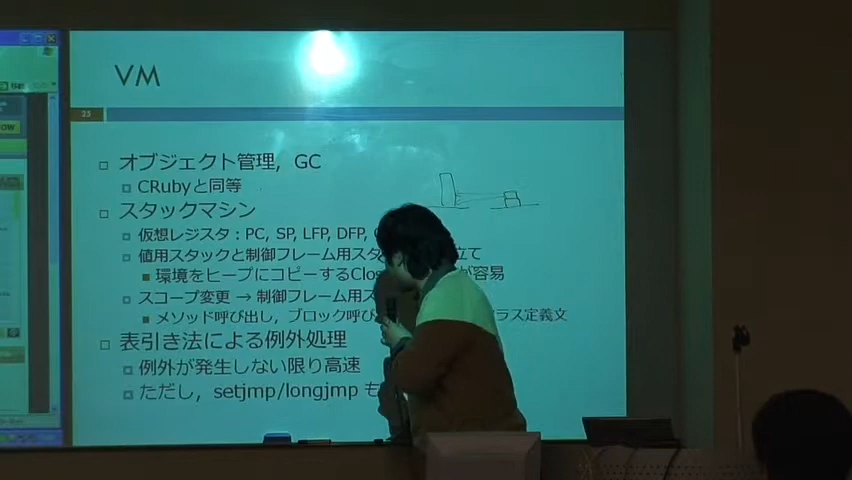 VM
25
オブジェクト管理，GC
CRubyと同等
スタックマシン
仮想レジスタ：PC, SP, LFP, DFP,
値用スタックと制御フレーム用スタ 立て
環境をヒープにコピーするClos が容易
スコープ変更 → 制御フレーム用ス
メソッド呼び出し，ブロック呼び ラス定義文
表引き法による例外処理
例外が発生しない限り高速
ただし，setjmp/longjmp も